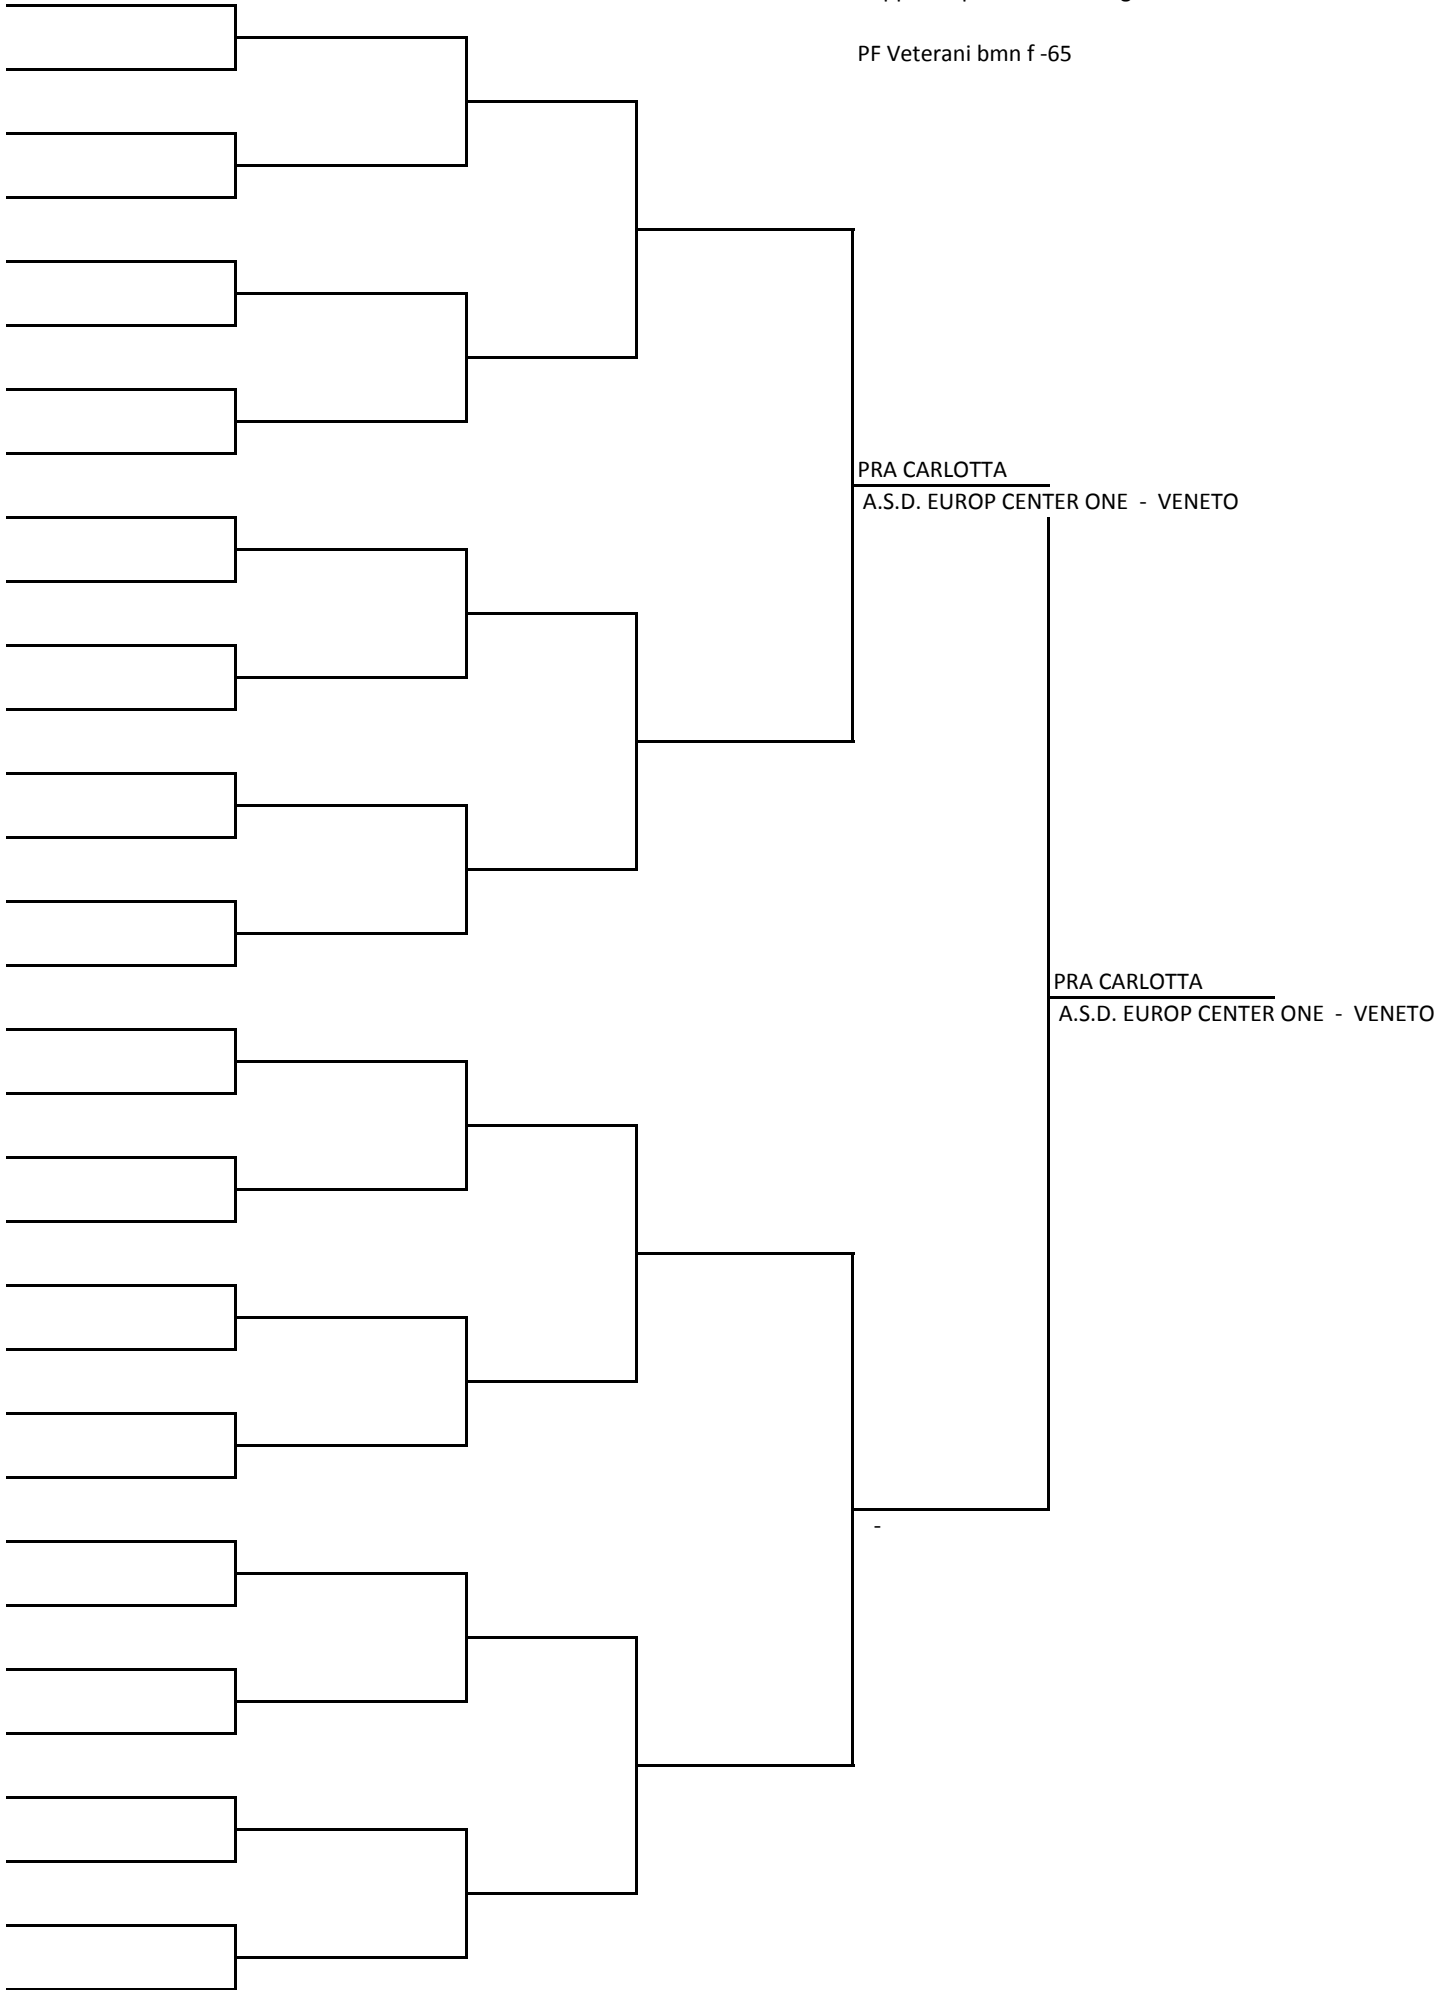 PF Veterani bmn f -65
PRA CARLOTTA
A.S.D. EUROP CENTER ONE - VENETO
PRA CARLOTTA
A.S.D. EUROP CENTER ONE - VENETO
-